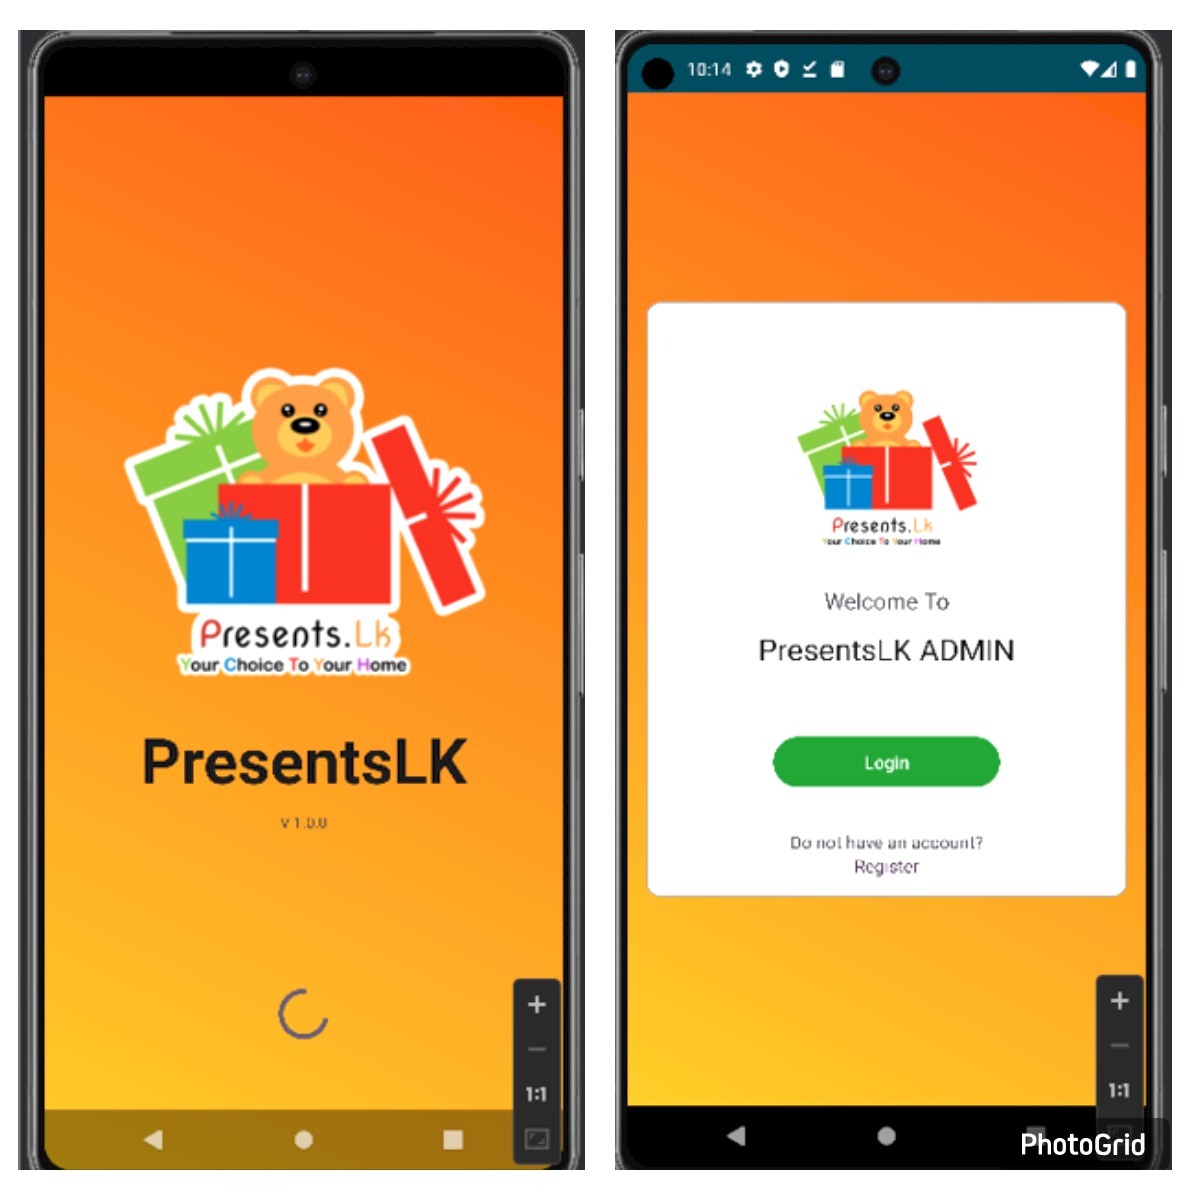 Presents.Lk
Your Choice To Your Home
PresentsLK
v 1.0.0
1:1
10:14
Presents.Lk
Your Choice To Your Home
Welcome To
PresentsLK ADMIN
Login
Do not have an account?
Register
1:1
PhotoGrid